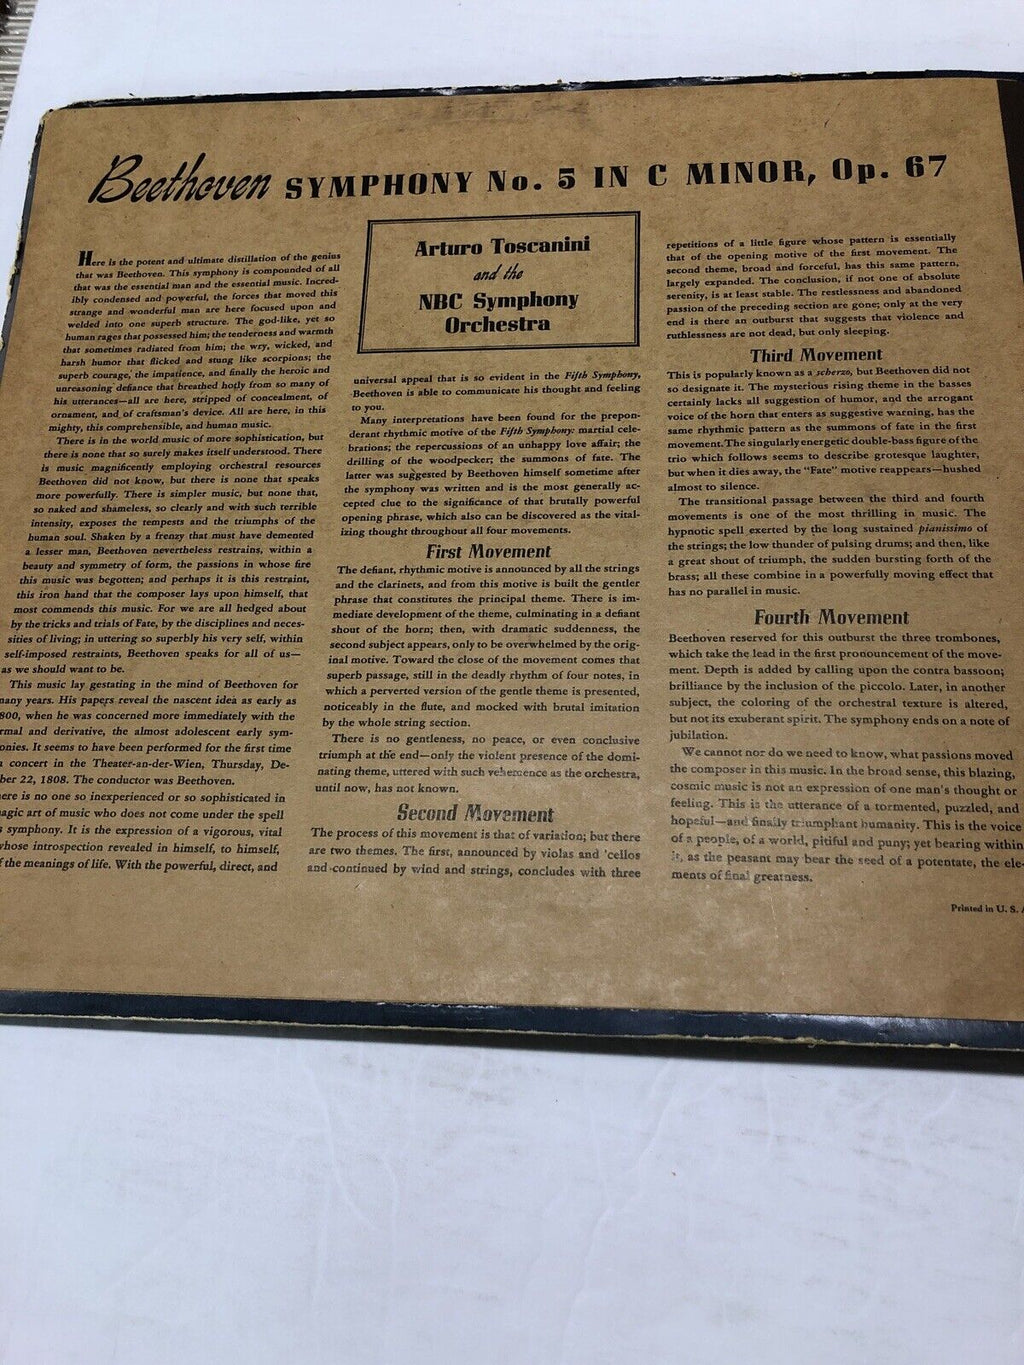 Beethoven SYMPHONY No. 5 IN C MINOR, Op. 67
Here is the potent and ultimate distillation of the genius
that was Beethoven. This symphony is compounded of all
that was the essential man and the essential music. Incred-
ibly condensed and powerful, the forces that moved this
strange and wonderful man are here focused upon and
welded into one superb structure. The god-like, yet so
human rages that possessed him; the tenderness and warmth
that sometimes radiated from him; the wry, wicked, and
harsh humor that flicked and stung like scorpions; the
superb courage, the impatience, and finally the heroic and
unreasoning defiance that breathed hotly from so many of
his utterances—all are here, stripped of concealment, of
ornament, and of craftsman's device. All are here, in this
mighty, this comprehensible, and human music.
There is in the world music of more sophistication, but
there is none that so surely makes itself understood. There
is music magnificently employing orchestral resources
Beethoven did not know, but there is none that speaks
more powerfully. There is simpler music, but none that,
so naked and shameless, so clearly and with such terrible
intensity, exposes the tempests and the triumphs of the
human soul. Shaken by a frenzy that must have demented
a lesser man, Beethoven nevertheless restrains, within a
beauty and symmetry of form, the passions in whose fire
this music was begotten; and perhaps it is this restraint,
this iron hand that the composer lays upon himself, that
most commends this music. For we are all hedged about
by the tricks and trials of Fate, by the disciplines and neces-
sities of living; in uttering so superbly his very self, within
self-imposed restraints, Beethoven speaks for all of us—
as we should want to be.
This music lay gestating in the mind of Beethoven for
many years. His papers reveal the nascent idea as early as
800, when he was concerned more immediately with the
rmal and derivative, the almost adolescent early sym-
onies. It seems to have been performed for the first time
a concert in the Theater-an-der-Wien, Thursday, De-
ber 22, 1808. The conductor was Beethoven.
ere is no one so inexperienced or so sophisticated in
agic art of music who does not come under the spell
s symphony. It is the expression of a vigorous, vital
whose introspection revealed in himself, to himself,
f the meanings of life. With the powerful, direct, and
Arturo Toscanini
and the
NBC Symphony
Orchestra
universal appeal that is so evident in the Fifth Symphony,
Beethoven is able to communicate his thought and feeling
to you.
Many interpretations have been found for the prepon-
derant rhythmic motive of the Fifth Symphony: martial cele-
brations; the repercussions of an unhappy love affair; the
drilling of the woodpecker; the summons of fate. The
latter was suggested by Beethoven himself sometime after
the symphony was written and is the most generally ac-
cepted clue to the significance of that brutally powerful
opening phrase, which also can be discovered as the vital-
izing thought throughout all four movements.
First Movement
The defiant, rhythmic motive is announced by all the strings
and the clarinets, and from this motive is built the gentler
phrase that constitutes the principal theme. There is im-
mediate development of the theme, culminating in a defiant
shout of the horn; then, with dramatic suddenness, the
second subject appears, only to be overwhelmed by the orig-
inal motive. Toward the close of the movement comes that
superb passage, still in the deadly rhythm of four notes, in
which a perverted version of the gentle theme is presented,
noticeably in the flute, and mocked with brutal imitation
by the whole string section.
There is no gentleness, no peace, or even conclusive
triumph at the end—only the violent presence of the domi-
nating theme, uttered with such vehemence as the orchestra,
until now, has not known.
Second Movement
The process of this movement is that of variation; but there
are two themes. The first, announced by violas and 'cellos
and continued by wind and strings, concludes with three
repetitions of a little figure whose pattern is essentially
that of the opening motive of the first movement. The
second theme, broad and forceful, has this same pattern,
largely expanded. The conclusion, if not one of absolute
serenity, is at least stable. The restlessness and abandoned
passion of the preceding section are gone; only at the very
end is there an outburst that suggests that violence and
ruthlessness are not dead, but only sleeping.
Third Movement
This is popularly known as a scherzo, but Beethoven did not
so designate it. The mysterious rising theme in the basses
certainly lacks all suggestion of humor, and the arrogant
voice of the horn that enters as suggestive warning, has the
same rhythmic pattern as the summons of fate in the first
movement. The singularly energetic double-bass figure of the
trio which follows seems to describe grotesque laughter,
but when it dies away, the "Fate" motive reappears—hushed
almost to silence.
The transitional passage between the third and fourth
movements is one of the most thrilling in music. The
hypnotic spell exerted by the long sustained pianissimo of
the strings; the low thunder of pulsing drums; and then, like
a great shout of triumph, the sudden bursting forth of the
brass; all these combine in a powerfully moving effect that
has no parallel in music.
Fourth Movement
Beethoven reserved for this outburst the three trombones,
which take the lead in the first pronouncement of the move-
ment. Depth is added by calling upon the contra bassoon;
brilliance by the inclusion of the piccolo. Later, in another
subject, the coloring of the orchestral texture is altered,
but not its exuberant spirit. The symphony ends on a note of
jubilation.
We cannot nor do we need to know, what passions moved
the composer in this music. In the broad sense, this blazing,
cosmic music is not an expression of one man's thought or
feeling. This is the utterance of a tormented, puzzled, and
hopeful—and finally triumphant humanity. This is the voice
of a people, of a world, pitiful and puny; yet bearing within
it, as the peasant may bear the seed of a potentate, the ele-
ments of final greatness.
Printed in U. S. A